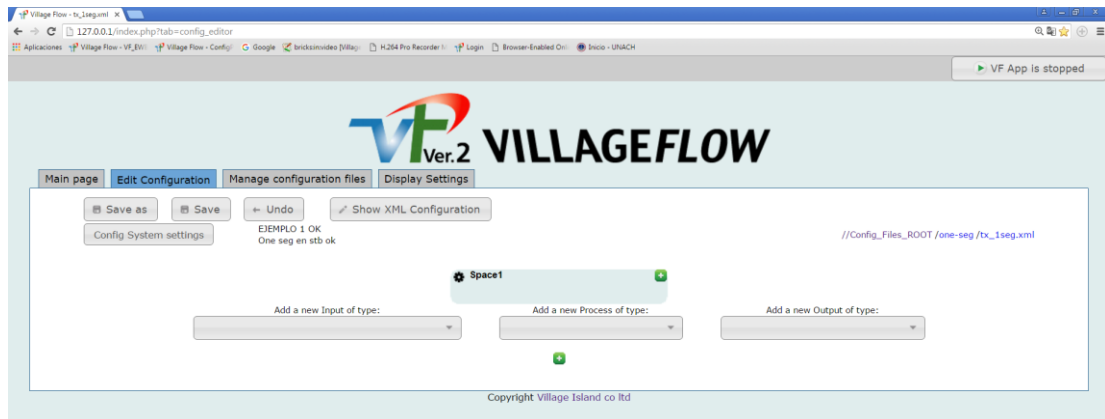 Village Flow - tx_1seg.xml
127.0.0.1/index.php?tab=config_editor
Aplicaciones Village Flow - VF_EWS Village Flow - Config Google bricksinvideo [Village H.264 Pro Recorder Login Browser-Enabled Inicio - UNACH
VF App is stopped
Ver.2 VILLAGEFLOW
Main page Edit Configuration Manage configuration files Display Settings
Save as Save Undo Show XML Configuration
Config System settings EJEMPLO 1 OK
One seg en stb ok
//Config_Files_ROOT /one-seg /tx_1seg.xml
Space1
Add a new Input of type: Add a new Process of type: Add a new Output of type:
Copyright Village Island co ltd